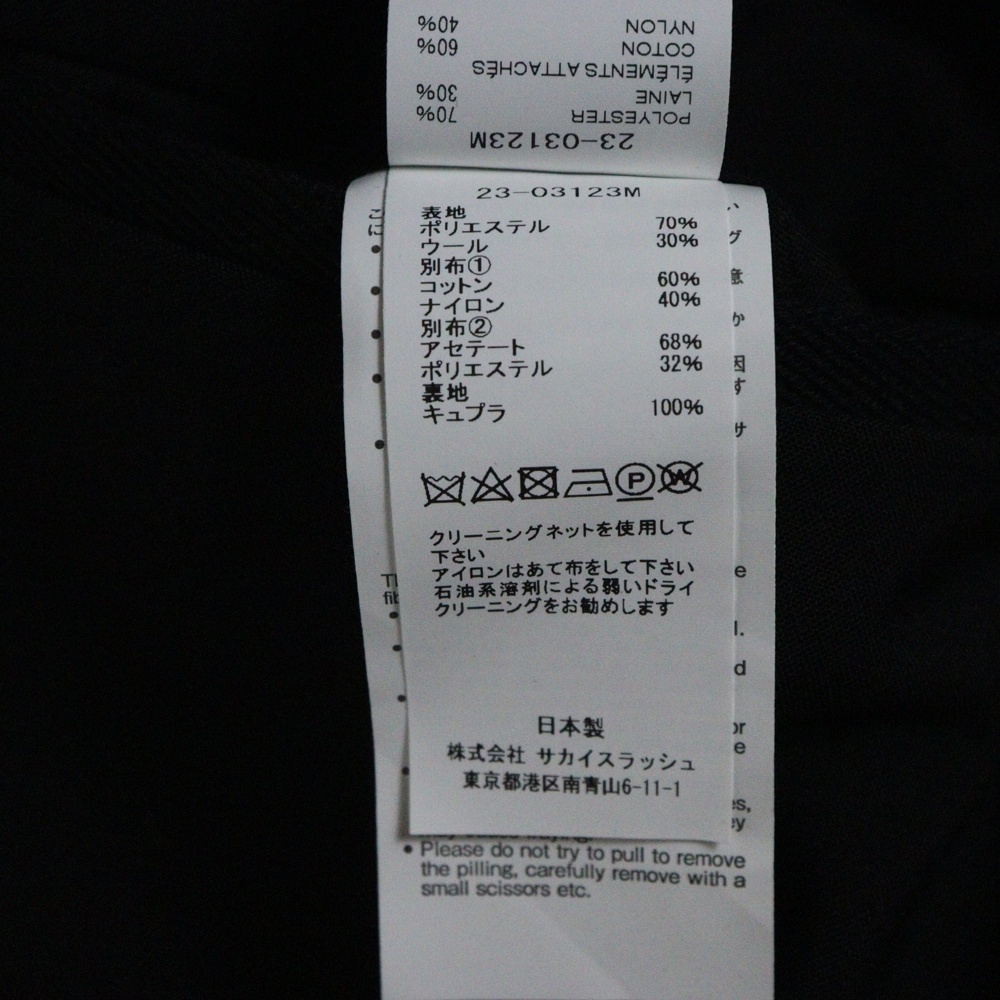 23-03123M
POLYESTER 70%
LAINE 30%
ÉLÉMENTS ATTACHÉS
COTON 60%
NYLON 40%
23-03123M
表地
ポリエステル 70%
ウール 30%
別布①
コットン 60%
ナイロン 40%
別布②
アセテート 68%
ポリエステル 32%
裏地
キュプラ 100%
P W
クリーニングネットを使用して
下さい
アイロンはあて布をして下さい
石油系溶剤による弱いドライ
クリーニングをお勧めします
日本製
株式会社 サカイスラッシュ
東京都港区南青山6-11-1
• Please do not try to pull to remove
the pilling, carefully remove with a
small scissors etc.